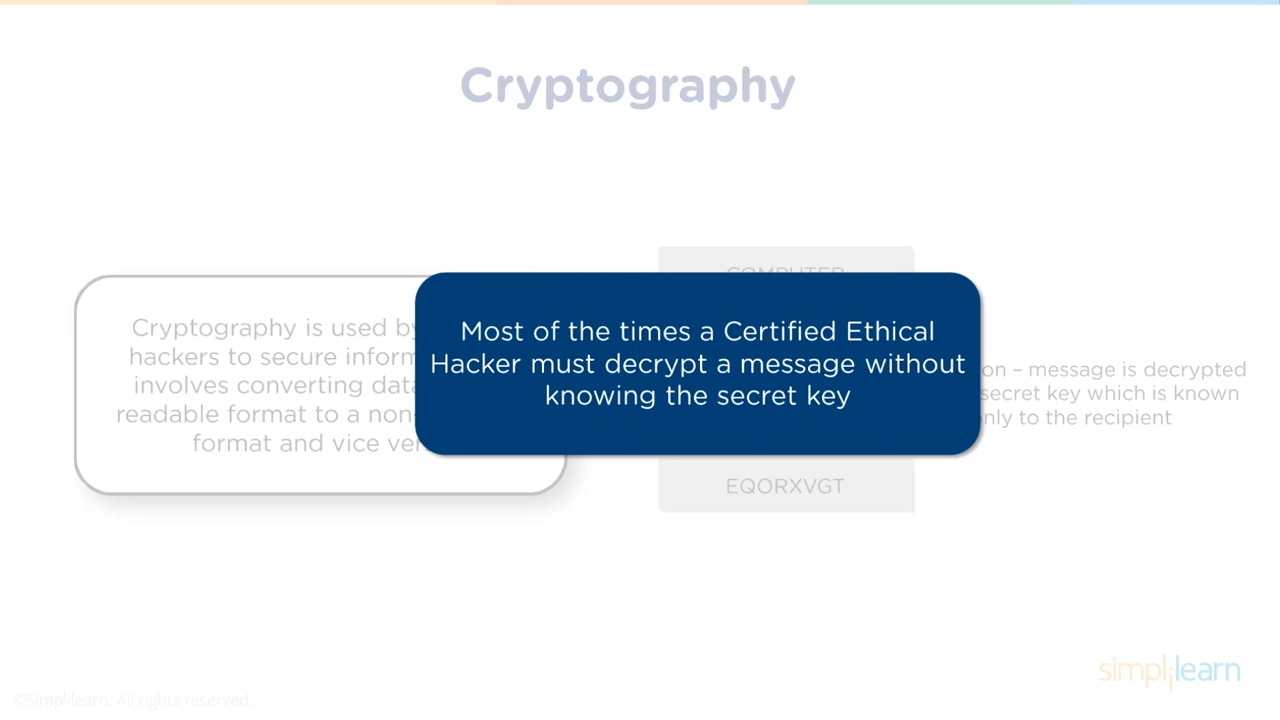 Cryptography
COMPUTER
Cryptography is used by
hackers to secure inform
involves converting data
readable format to a non-
format and vice ver
Most of the times a Certified Ethical
Hacker must decrypt a message without
knowing the secret key
on – message is decrypted
secret key which is known
only to the recipient
EQORXVGT
simplilearn
©Simplilearn. All rights reserved.